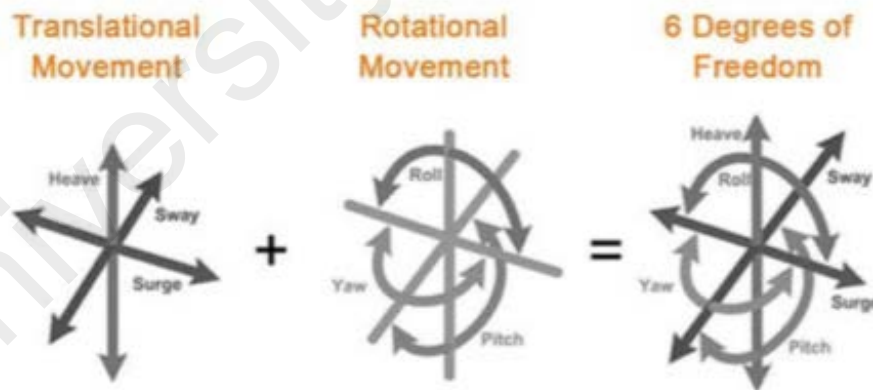 Translational
Movement
Rotational
Movement
6 Degrees of
Freedom
Heave
Sway
Surge
+
Roll
Yaw
Pitch
=
Heave
Roll
Sway
Yaw
Surge
Pitch
University